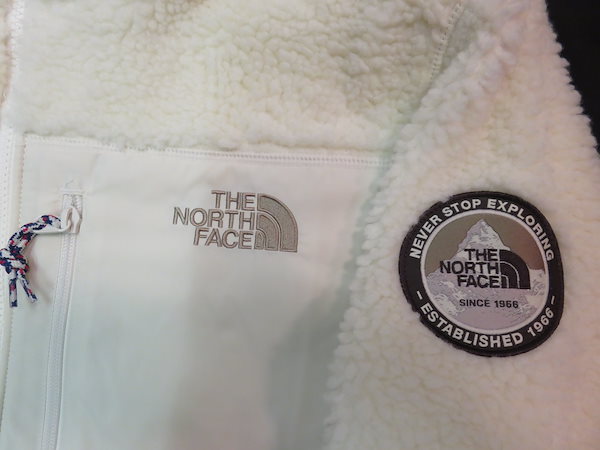 THE
NORTH
FACE
NEVER STOP EXPLORING
THE
NORTH
FACE
SINCE 1966
- ESTABLISHED 1966 -